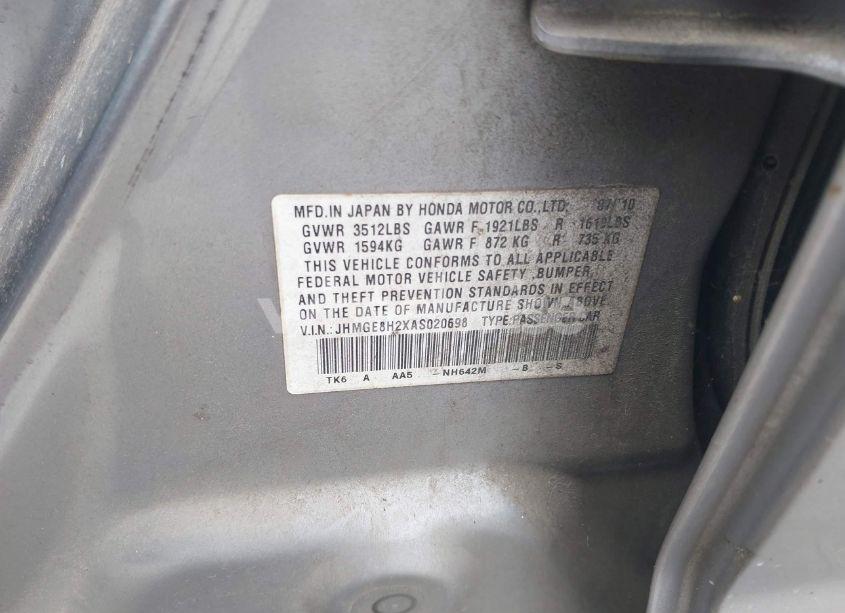 MFD.IN JAPAN BY HONDA MOTOR CO.,LTD. 07/10
GVWR 3512LBS GAWR F 1921LBS R 1619LBS
GVWR 1594KG GAWR F 872 KG R 735 KG
THIS VEHICLE CONFORMS TO ALL APPLICABLE
FEDERAL MOTOR VEHICLE SAFETY ,BUMPER,
AND THEFT PREVENTION STANDARDS IN EFFECT
ON THE DATE OF MANUFACTURE SHOWN ABOVE
V.I.N.: JHMGE8H2XAS020698 TYPE:PASSENGER CAR
TK6 A AA5 -NH642M -B -S